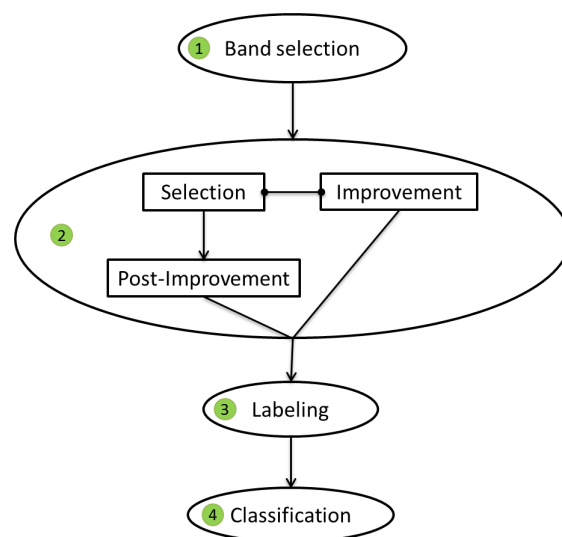 1 Band selection
Selection
Improvement
2
Post-Improvement
3 Labeling
4 Classification